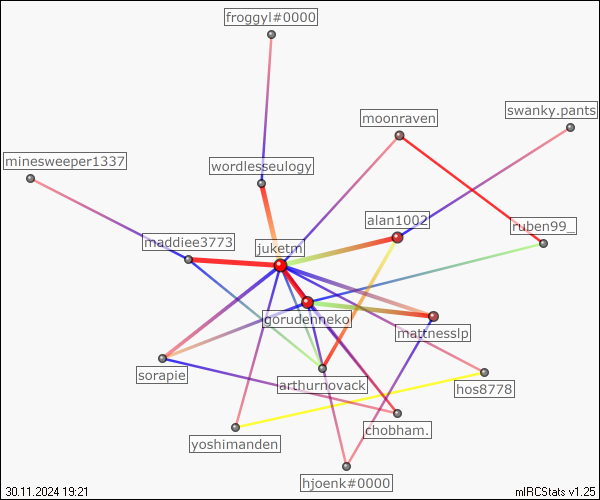 froggyl#0000
swanky.pants
moonraven
minesweeper1337
wordlesseulogy
alan1002
ruben99_
maddiee3773
juketm
gorudenneko
mattnesslp
sorapie
arthurnovack
hos8778
chobham.
yoshimanden
hjoenk#0000
30.11.2024 19:21
mIRCStats v1.25